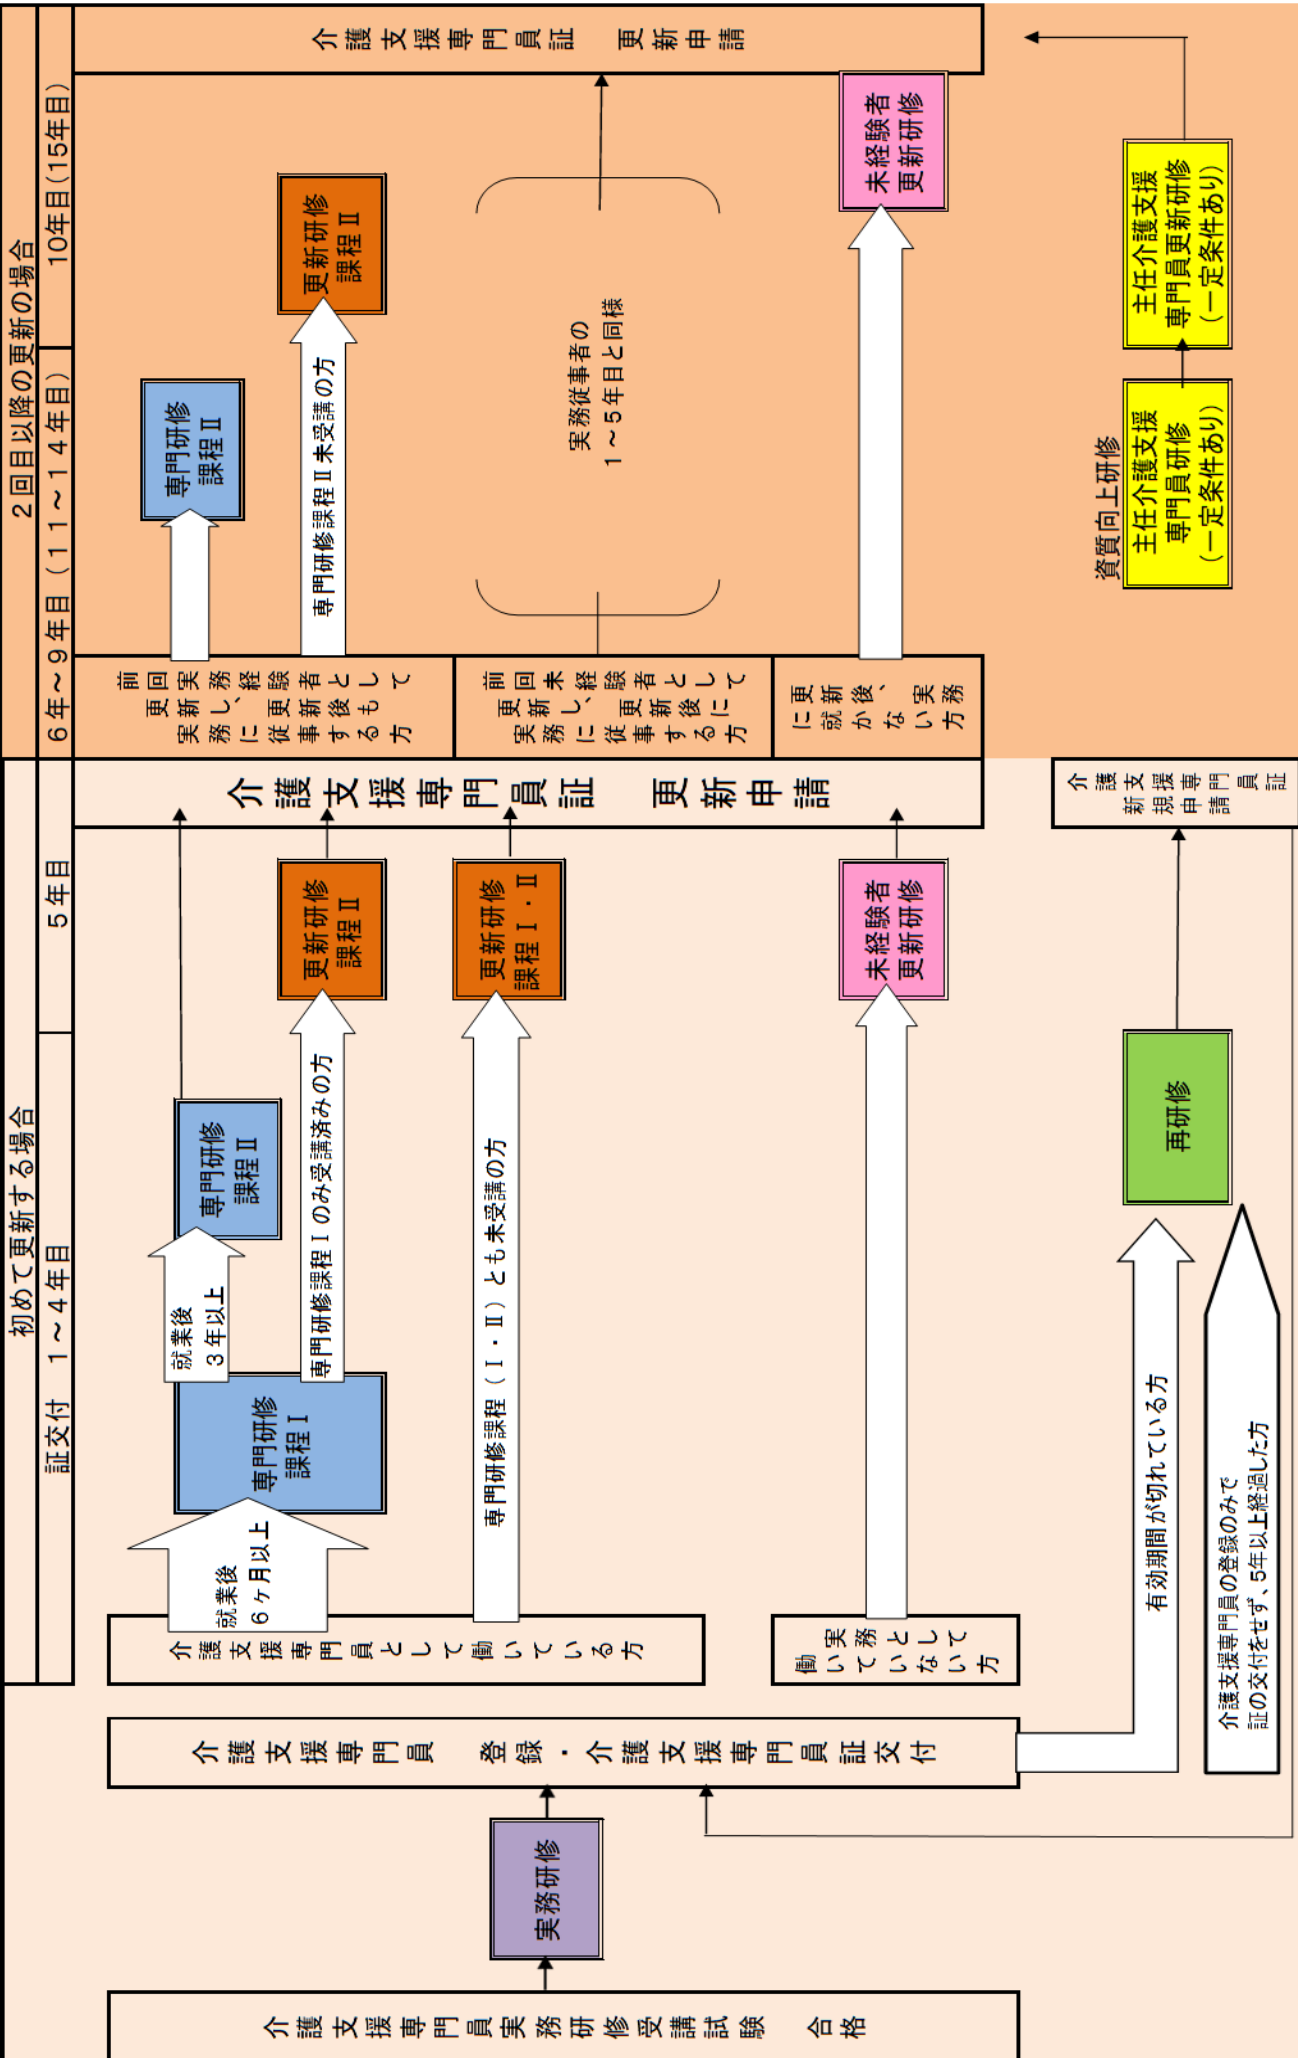 初めて更新する場合
2回目以降の更新の場合
証交付 1~4年目
5年目
6年~9年目(11~14年目)
10年目(15年目)
介護支援専門員実務研修受講試験 合格
実務研修
介護支援専門員 登録・介護支援専門員証交付
介護支援専門員として働いている方
就業後
6ヶ月以上
専門研修
課程Ⅰ
就業後
3年以上
専門研修
課程Ⅱ
専門研修課程Ⅰのみ受講済みの方
更新研修
課程Ⅱ
専門研修課程(Ⅰ・Ⅱ)とも未受講の方
更新研修
課程Ⅰ・Ⅱ
実務として
働いていない方
未経験者
更新研修
介護支援専門員証 更新申請
有効期間が切れている方
介護支援専門員の登録のみで
証の交付をせず、5年以上経過した方
再研修
介護支援専門員証
新規申請
前回実務経験者として
更新し、更新後も
実務に従事する方
専門研修
課程Ⅱ
専門研修課程Ⅱ未受講の方
更新研修
課程Ⅱ
前回未経験者として
更新し、更新後に
実務に従事する方
実務従事者の
1~5年目と同様
更新後、実務
に就かない方
未経験者
更新研修
介護支援専門員証 更新申請
資質向上研修
主任介護支援
専門員研修
(一定条件あり)
主任介護支援
専門員更新研修
(一定条件あり)